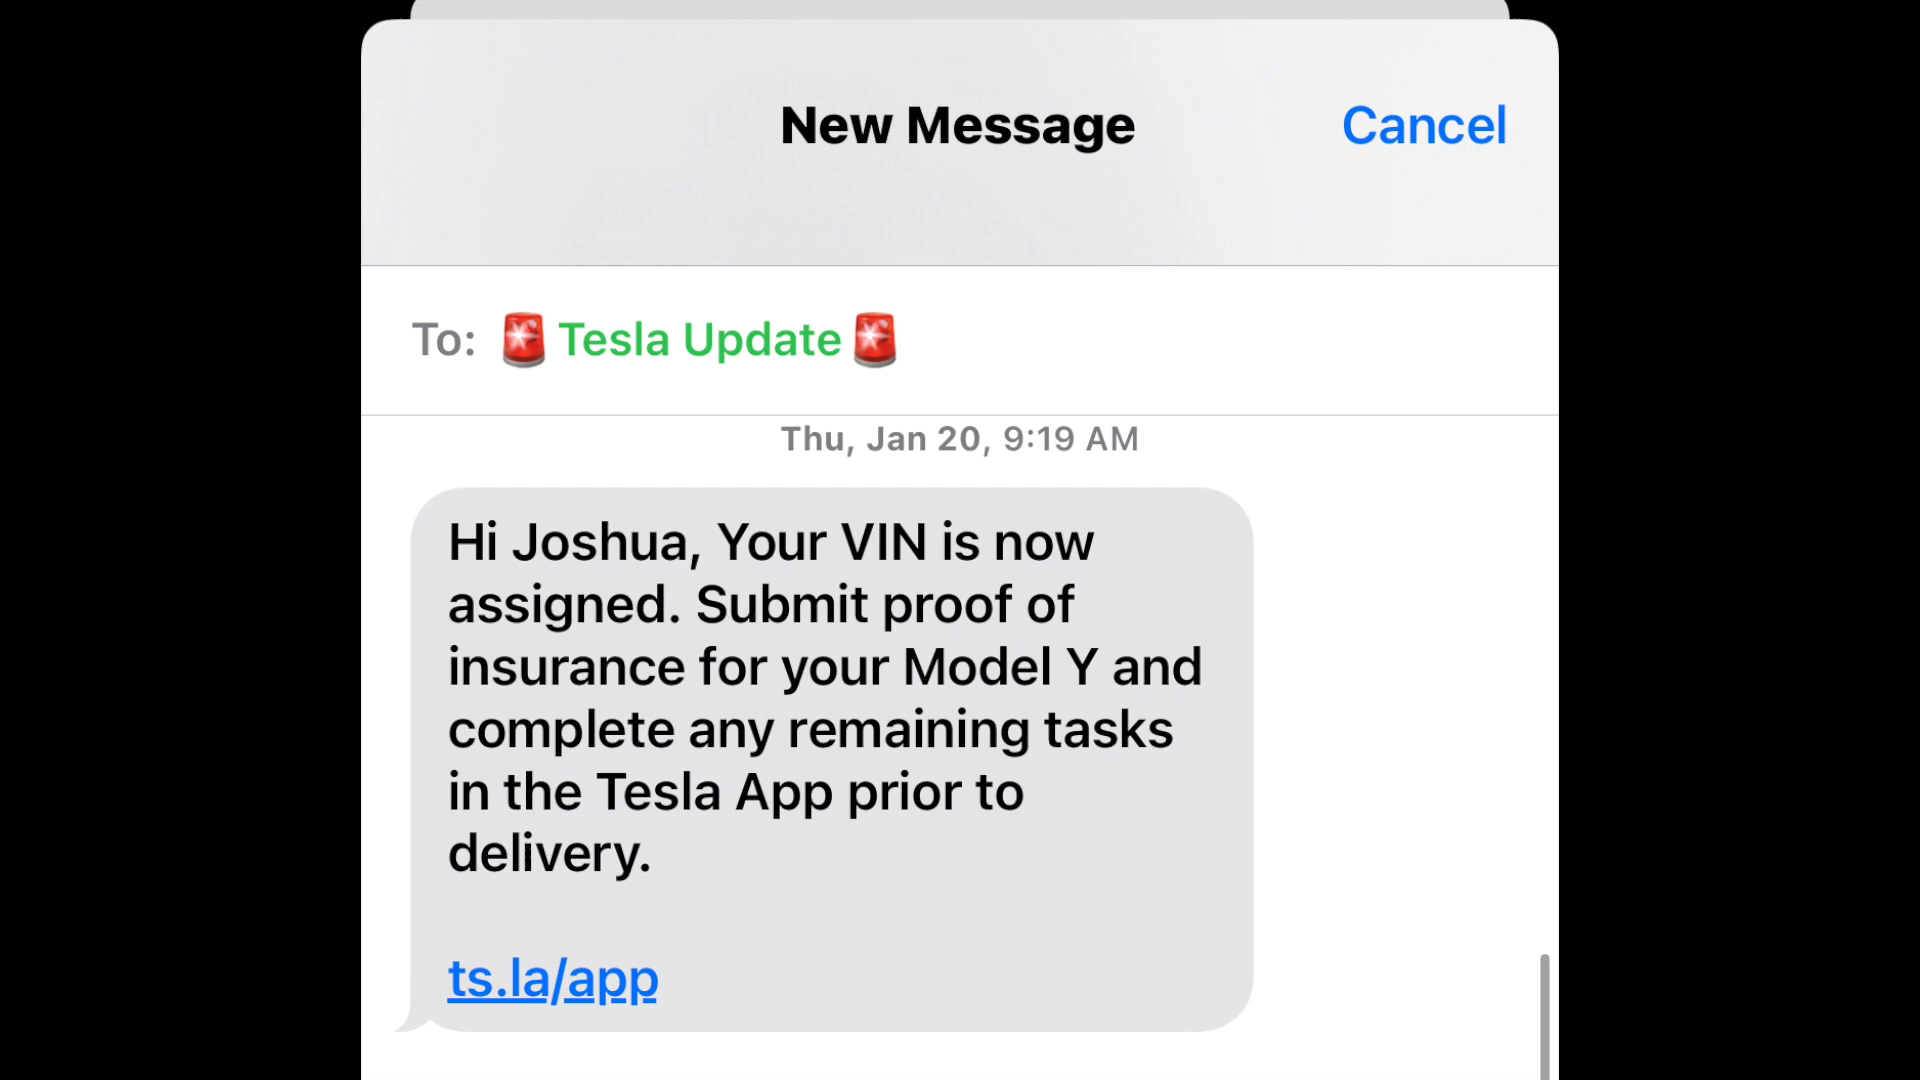 New Message
Cancel
To: 🚨 Tesla Update 🚨
Thu, Jan 20, 9:19 AM
Hi Joshua, Your VIN is now
assigned. Submit proof of
insurance for your Model Y and
complete any remaining tasks
in the Tesla App prior to
delivery.
ts.la/app